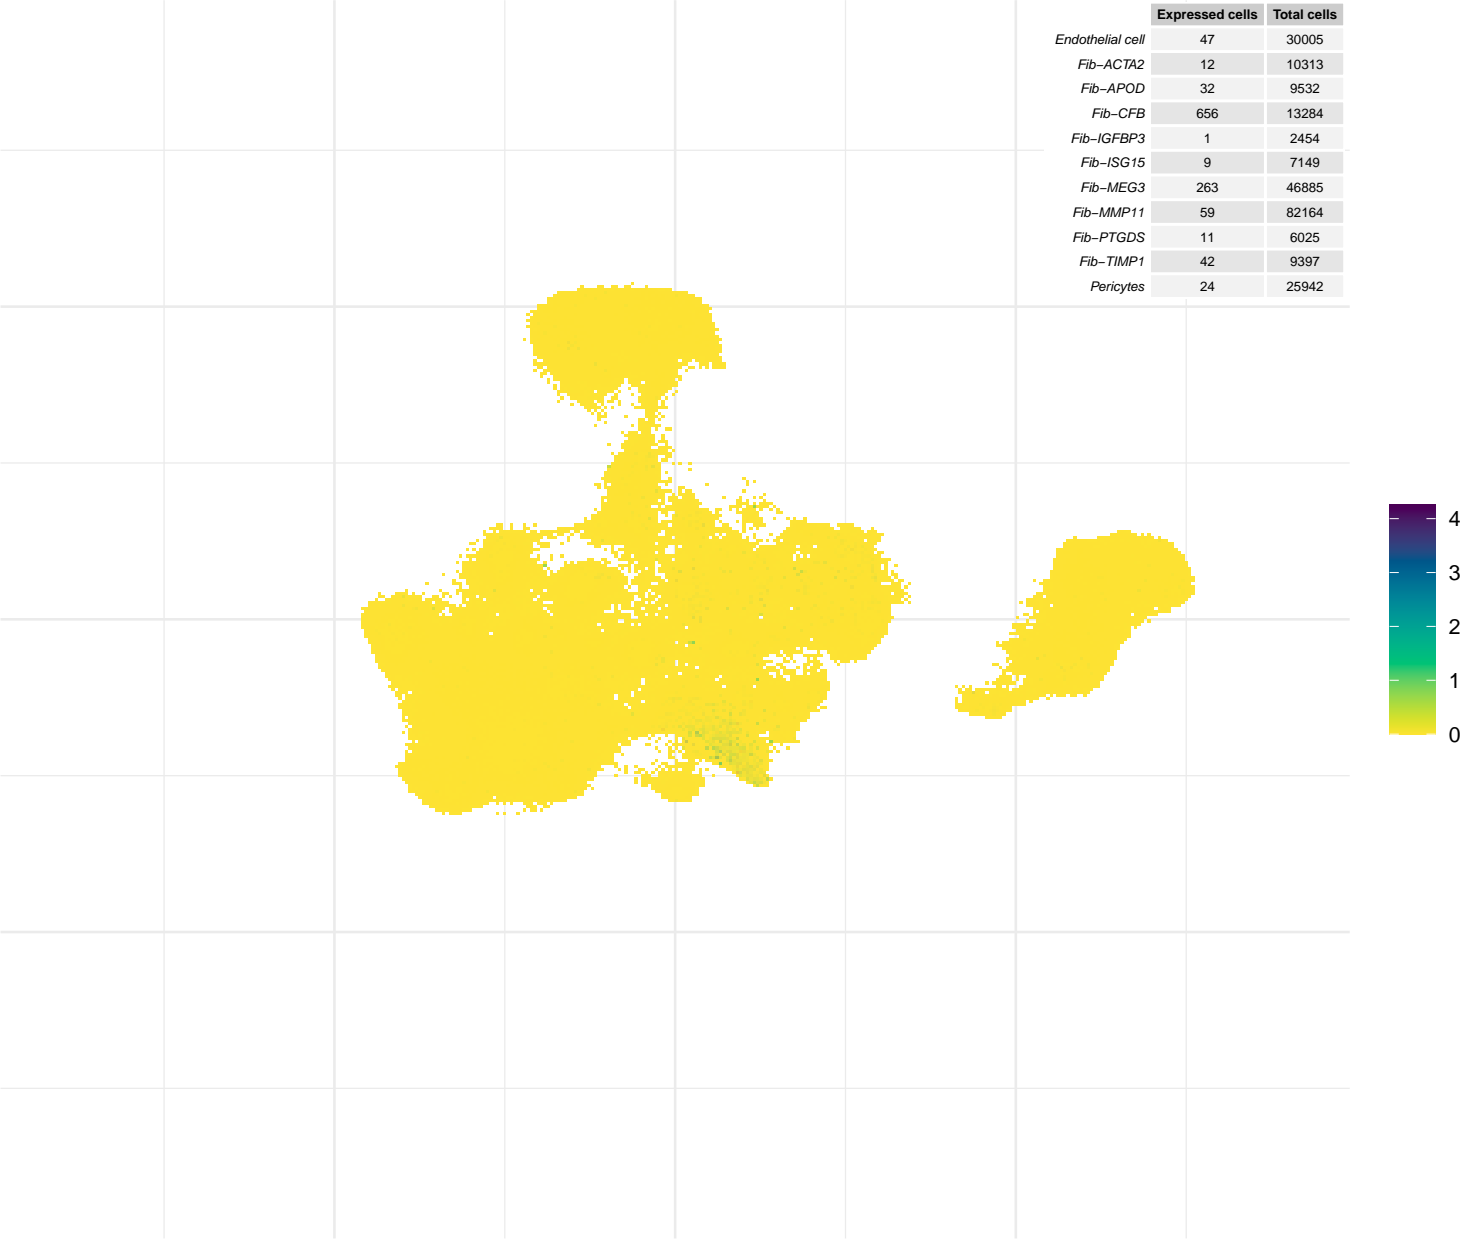 Expressed cells Total cells
Endothelial cell 47 30005
Fib−ACTA2 12 10313
Fib−APOD 32 9532
Fib−CFB 656 13284
Fib−IGFBP3 1 2454
Fib−ISG15 9 7149
Fib−MEG3 263 46885
Fib−MMP11 59 82164
Fib−PTGDS 11 6025
Fib−TIMP1 42 9397
Pericytes 24 25942
4
3
2
1
0